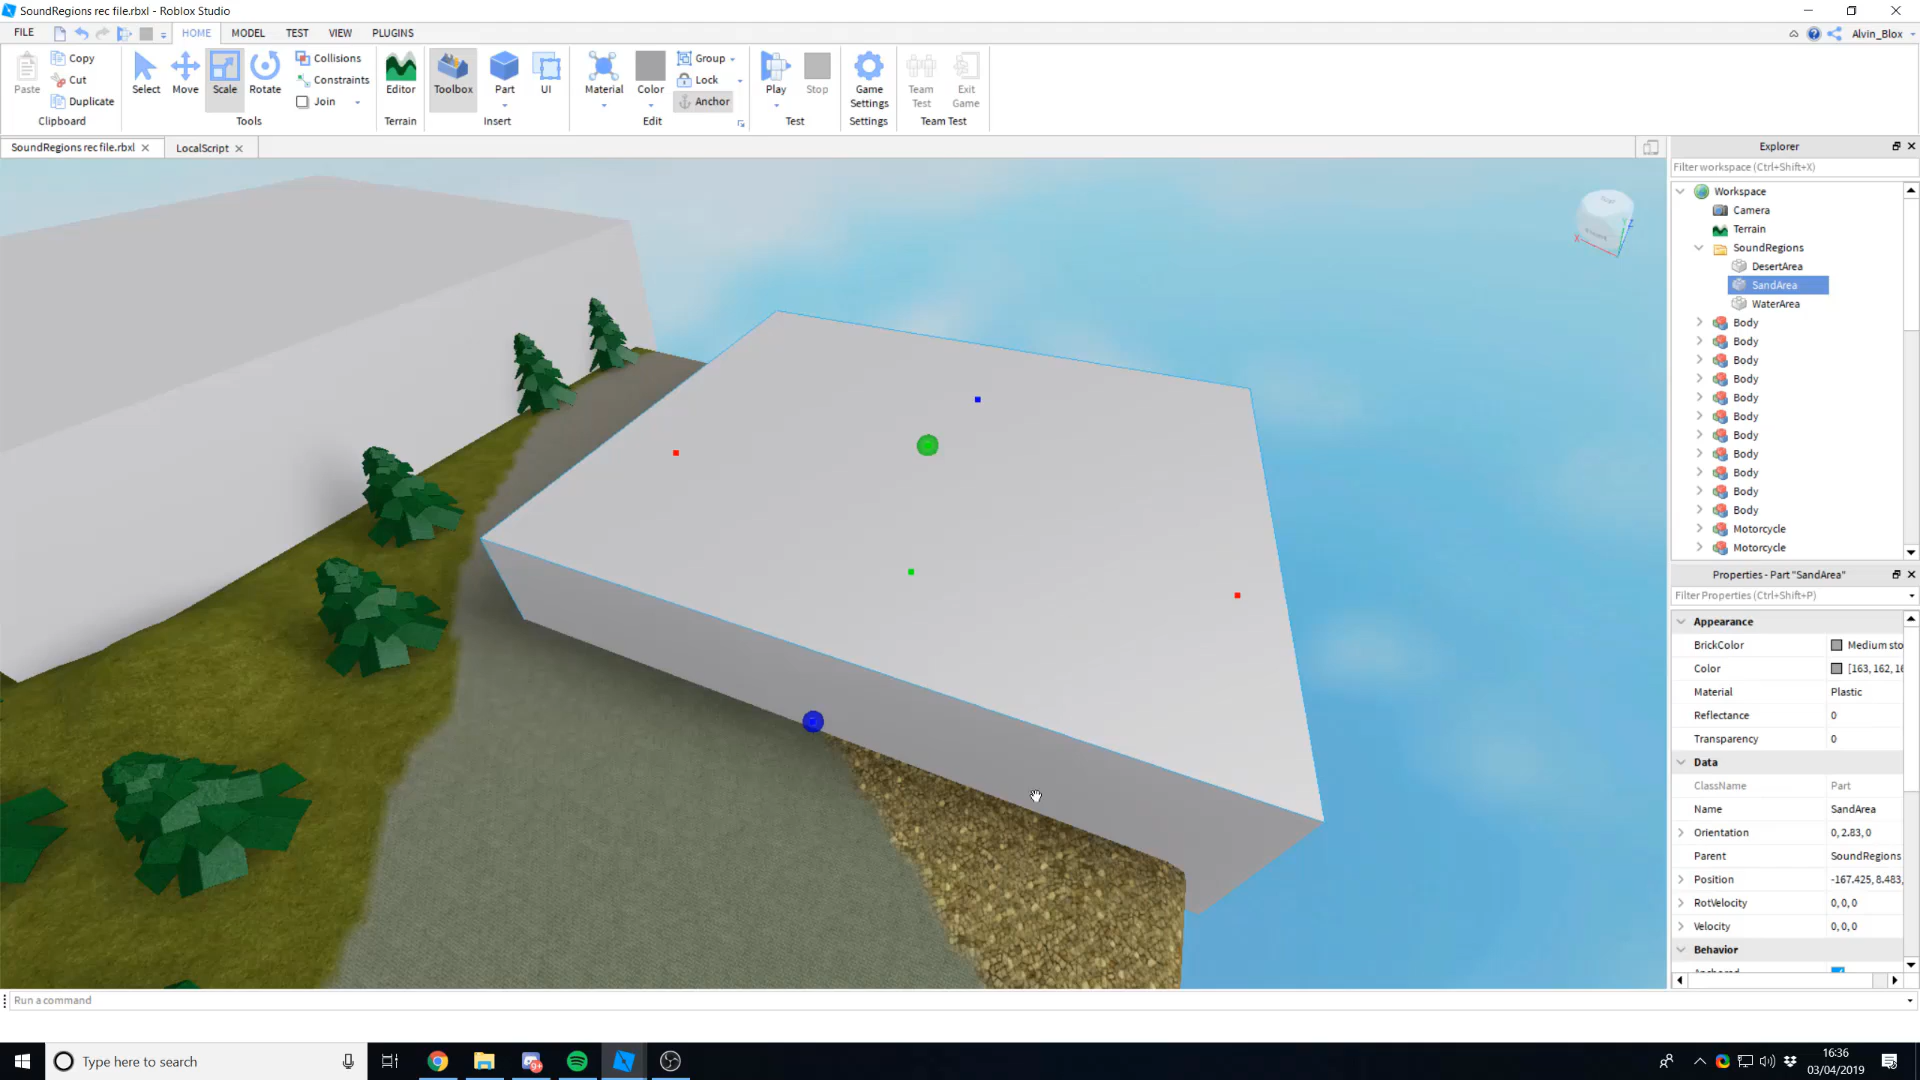 SoundRegions rec file.rbxl - Roblox Studio
FILE HOME MODEL TEST VIEW PLUGINS Alvin_Blox
Paste Copy Cut Duplicate Clipboard
Select Move Scale Rotate Collisions Constraints Join Tools
Editor Terrain
Toolbox Part UI Insert
Material Color Group Lock Anchor Edit
Play Stop Test
Game Settings Settings
Team Test Exit Game Team Test
SoundRegions rec file.rbxl LocalScript
Explorer
Filter workspace (Ctrl+Shift+X)
Workspace
Camera
Terrain
SoundRegions
DesertArea
SandArea
WaterArea
Body
Body
Body
Body
Body
Body
Body
Body
Body
Body
Body
Motorcycle
Motorcycle
Properties - Part "SandArea"
Filter Properties (Ctrl+Shift+P)
Appearance
BrickColor Medium sto
Color [163, 162, 16
Material Plastic
Reflectance 0
Transparency 0
Data
ClassName Part
Name SandArea
Orientation 0, 2.83, 0
Parent SoundRegions
Position -167.425, 8.483,
RotVelocity 0, 0, 0
Velocity 0, 0, 0
Behavior
Run a command
Type here to search
16:36
03/04/2019